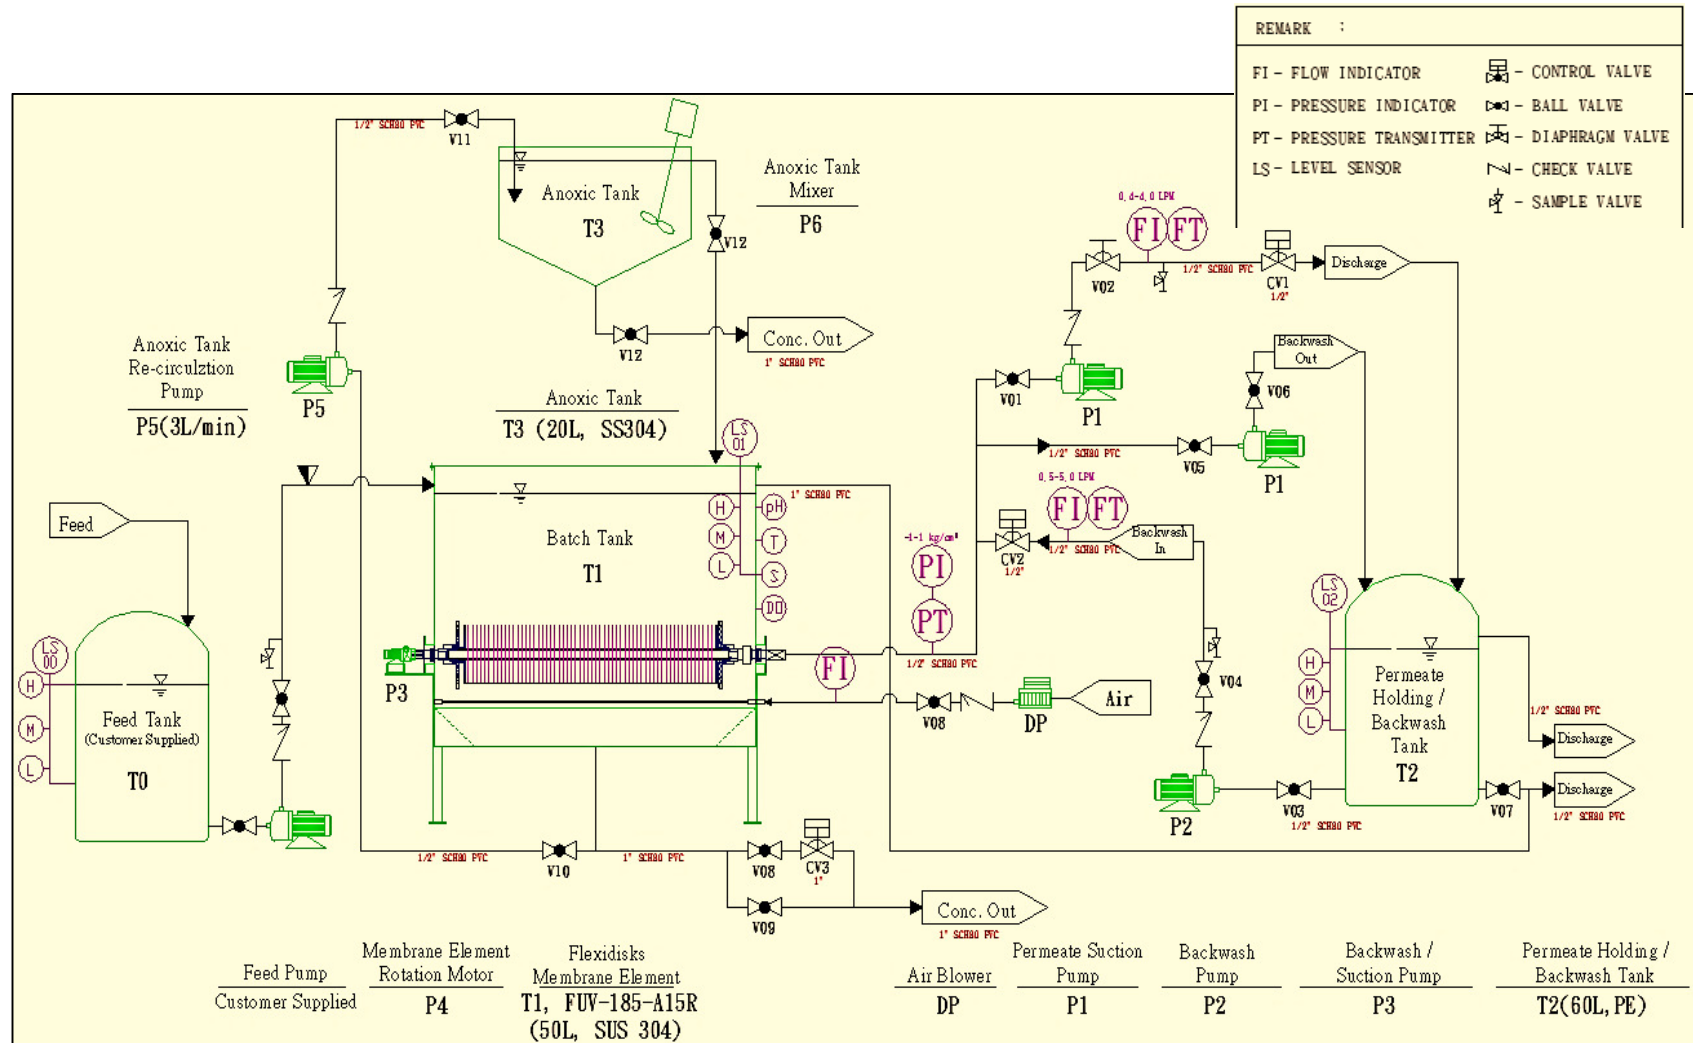 REMARK :
FI - FLOW INDICATOR
- CONTROL VALVE
PI - PRESSURE INDICATOR
- BALL VALVE
PT - PRESSURE TRANSMITTER
- DIAPHRAGM VALVE
LS - LEVEL SENSOR
- CHECK VALVE
- SAMPLE VALVE
1/2" SCH80 PVC
V11
Anoxic Tank
T3
Anoxic Tank
Mixer
P6
V12
V12
Conc. Out
1" SCH80 PVC
Anoxic Tank
Re-circulztion
Pump
P5(3L/min)
P5
Anoxic Tank
T3 (20L, SS304)
0.4-4.0 LPM
FI
FT
V02
1/2" SCH80 PVC
CV1
1/2"
Discharge
V01
P1
Backwash
Out
V06
1/2" SCH80 PVC
V05
P1
0.5-5.0 LPM
FI
FT
CV2
1/2"
1/2" SCH80 PVC
Backwash
In
LS
01
H
M
L
pH
T
S
DO
1" SCH80 PVC
Batch Tank
T1
Feed
LS
00
H
M
L
Feed Tank
(Customer Supplied)
T0
P3
-1-1 kg/cm²
PI
PT
1/2" SCH80 PVC
FI
V08
DP
Air
V04
P2
V03
1/2" SCH80 PVC
LS
02
H
M
L
Permeate
Holding /
Backwash
Tank
T2
1/2" SCH80 PVC
Discharge
V07
Discharge
1/2" SCH80 PVC
1/2" SCH80 PVC
V10
1" SCH80 PVC
V08
CV3
1"
V09
Conc. Out
1" SCH80 PVC
Feed Pump
Customer Supplied
Membrane Element
Rotation Motor
P4
Flexidisks
Membrane Element
T1, FUV-185-A15R
(50L, SUS 304)
Air Blower
DP
Permeate Suction
Pump
P1
Backwash
Pump
P2
Backwash /
Suction Pump
P3
Permeate Holding /
Backwash Tank
T2(60L,PE)